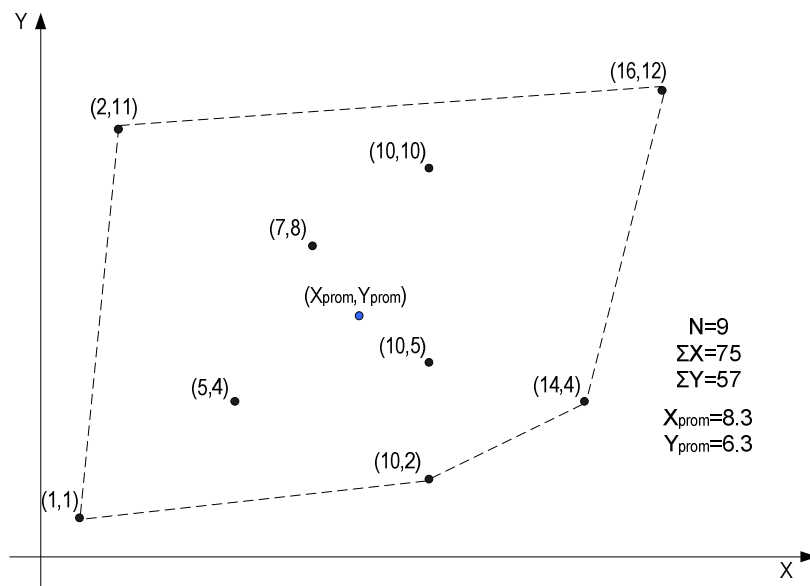 Y
(16,12)
(2,11)
(10,10)
(7,8)
(Xprom,Yprom)
N=9
(10,5)
ΣX=75
ΣY=57
(5,4)
(14,4)
Xprom=8.3
Yprom=6.3
(10,2)
(1,1)
X